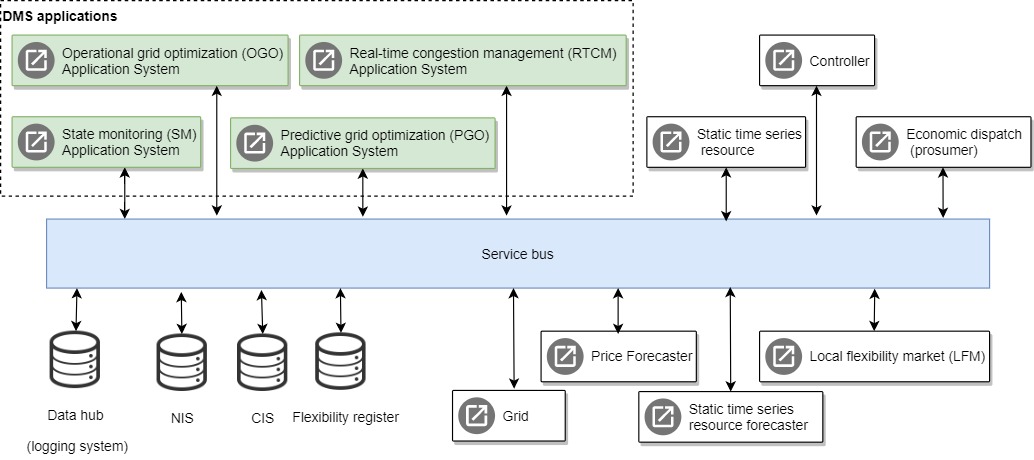 DMS applications
Operational grid optimization (OGO)
Application System
Real-time congestion management (RTCM)
Application System
Controller
State monitoring (SM)
Application System
Predictive grid optimization (PGO)
Application System
Static time series
resource
Economic dispatch
(prosumer)
Service bus
Price Forecaster
Local flexibility market (LFM)
Data hub
(logging system)
NIS
CIS
Flexibility register
Grid
Static time series
resource forecaster